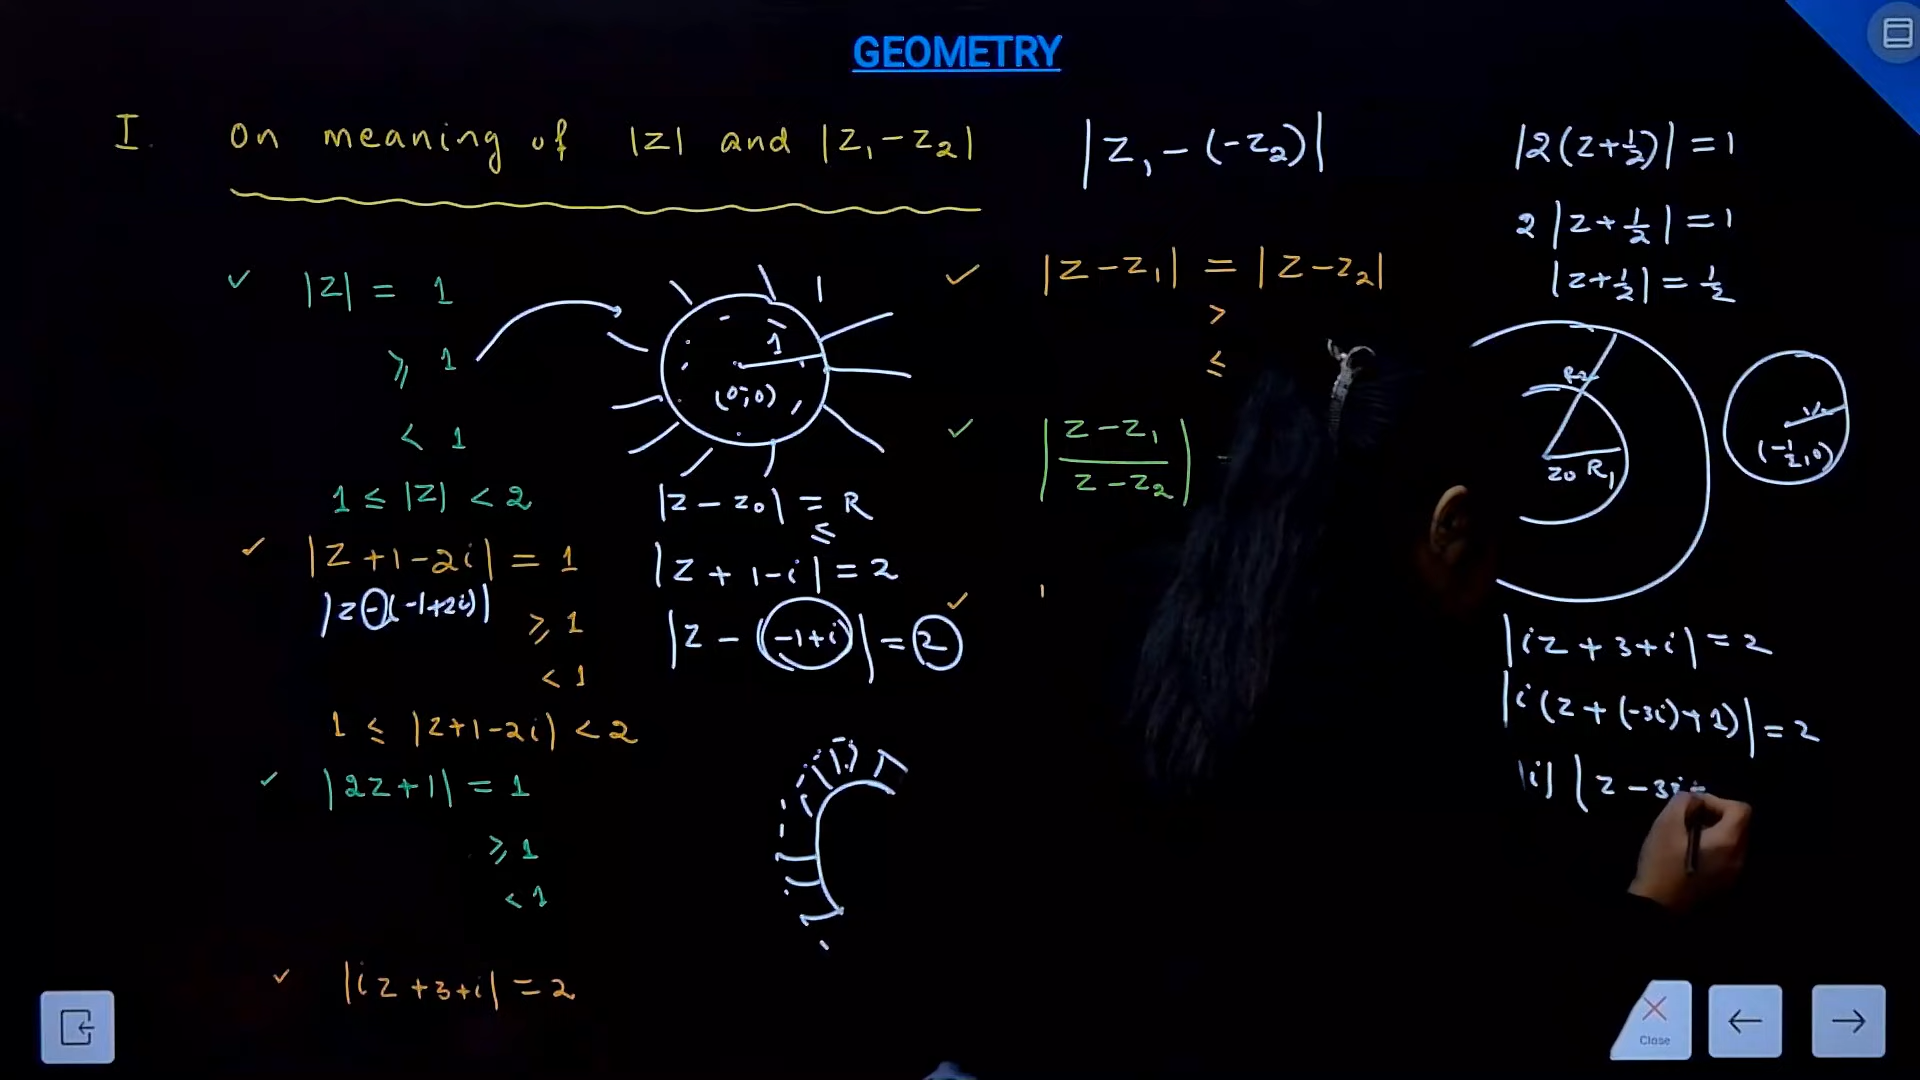 GEOMETRY
I. On meaning of |z| and |z₁-z₂|
|z| = 1
⩾ 1
< 1
1 ≤ |z| < 2
|z+1-2i| = 1
|z-(-1+2i)|
⩾ 1
< 1
1 ≤ |z+1-2i| < 2
|2z+1| = 1
⩾ 1
< 1
|iz+3+i| = 2
1
(0,0)
|z-z₀| = R
≤
|z+1-i| = 2
|z-(-1+i)| = 2
|z₁-(-z₂)|
|z-z₁| = |z-z₂|
>
≤
|z-z₁ / z-z₂|
|2(z+½)| = 1
2|z+½| = 1
|z+½| = ½
R₂
z₀ R₁
½
(-½,0)
|iz+3+i| = 2
|i(z+(-3i)+1)| = 2
|i| |z-3i+
Close